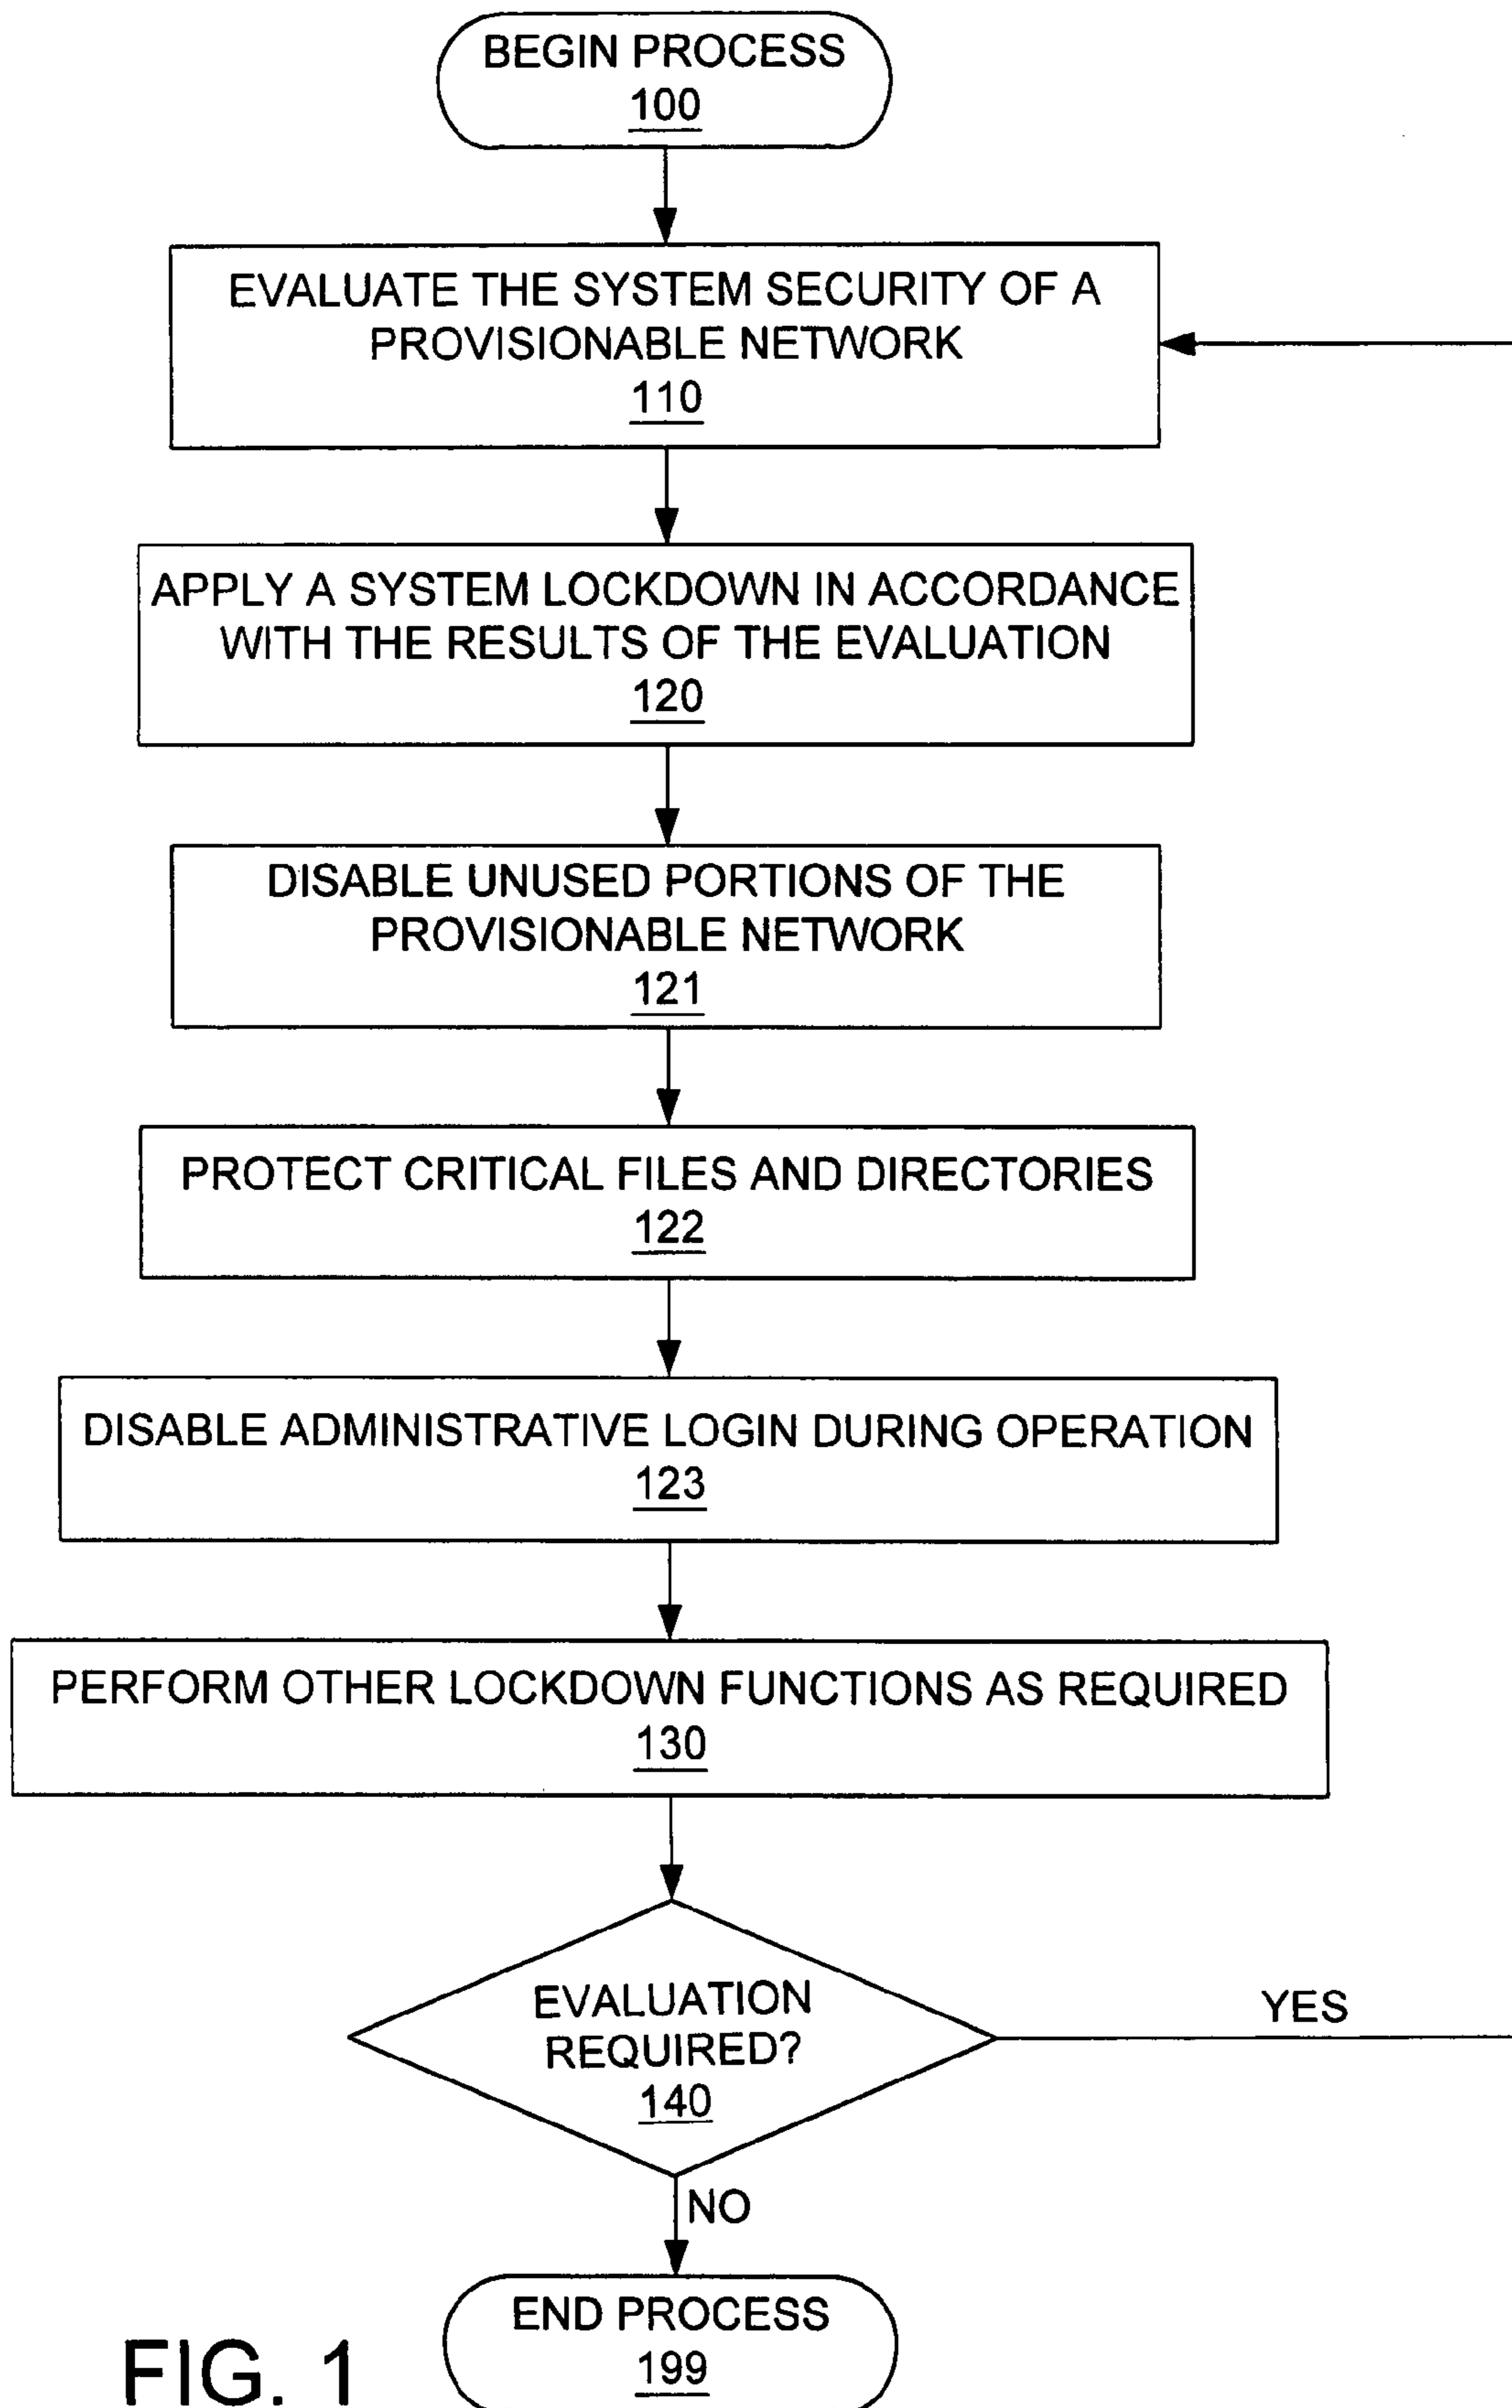 BEGIN PROCESS
100
EVALUATE THE SYSTEM SECURITY OF A
PROVISIONABLE NETWORK
110
APPLY A SYSTEM LOCKDOWN IN ACCORDANCE
WITH THE RESULTS OF THE EVALUATION
120
DISABLE UNUSED PORTIONS OF THE
PROVISIONABLE NETWORK
121
PROTECT CRITICAL FILES AND DIRECTORIES
122
DISABLE ADMINISTRATIVE LOGIN DURING OPERATION
123
PERFORM OTHER LOCKDOWN FUNCTIONS AS REQUIRED
130
EVALUATION
REQUIRED?
140
YES
NO
END PROCESS
199
FIG. 1